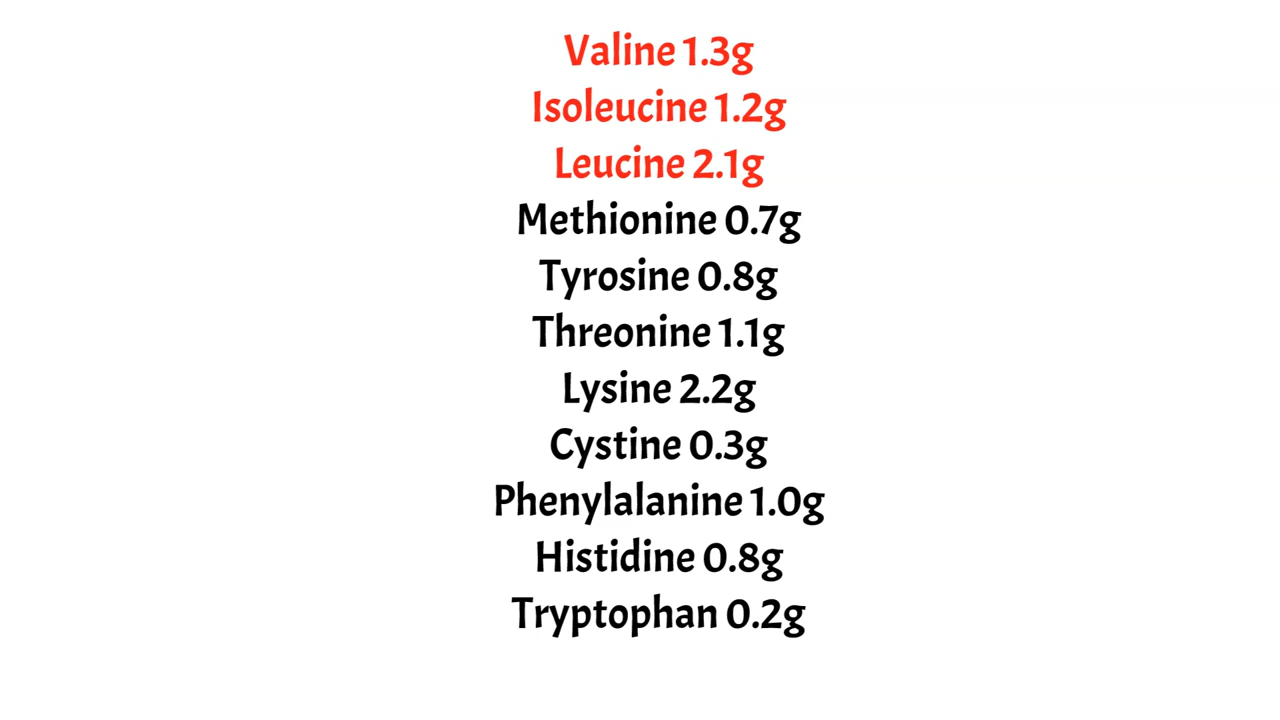 Valine 1.3g
Isoleucine 1.2g
Leucine 2.1g
Methionine 0.7g
Tyrosine 0.8g
Threonine 1.1g
Lysine 2.2g
Cystine 0.3g
Phenylalanine 1.0g
Histidine 0.8g
Tryptophan 0.2g